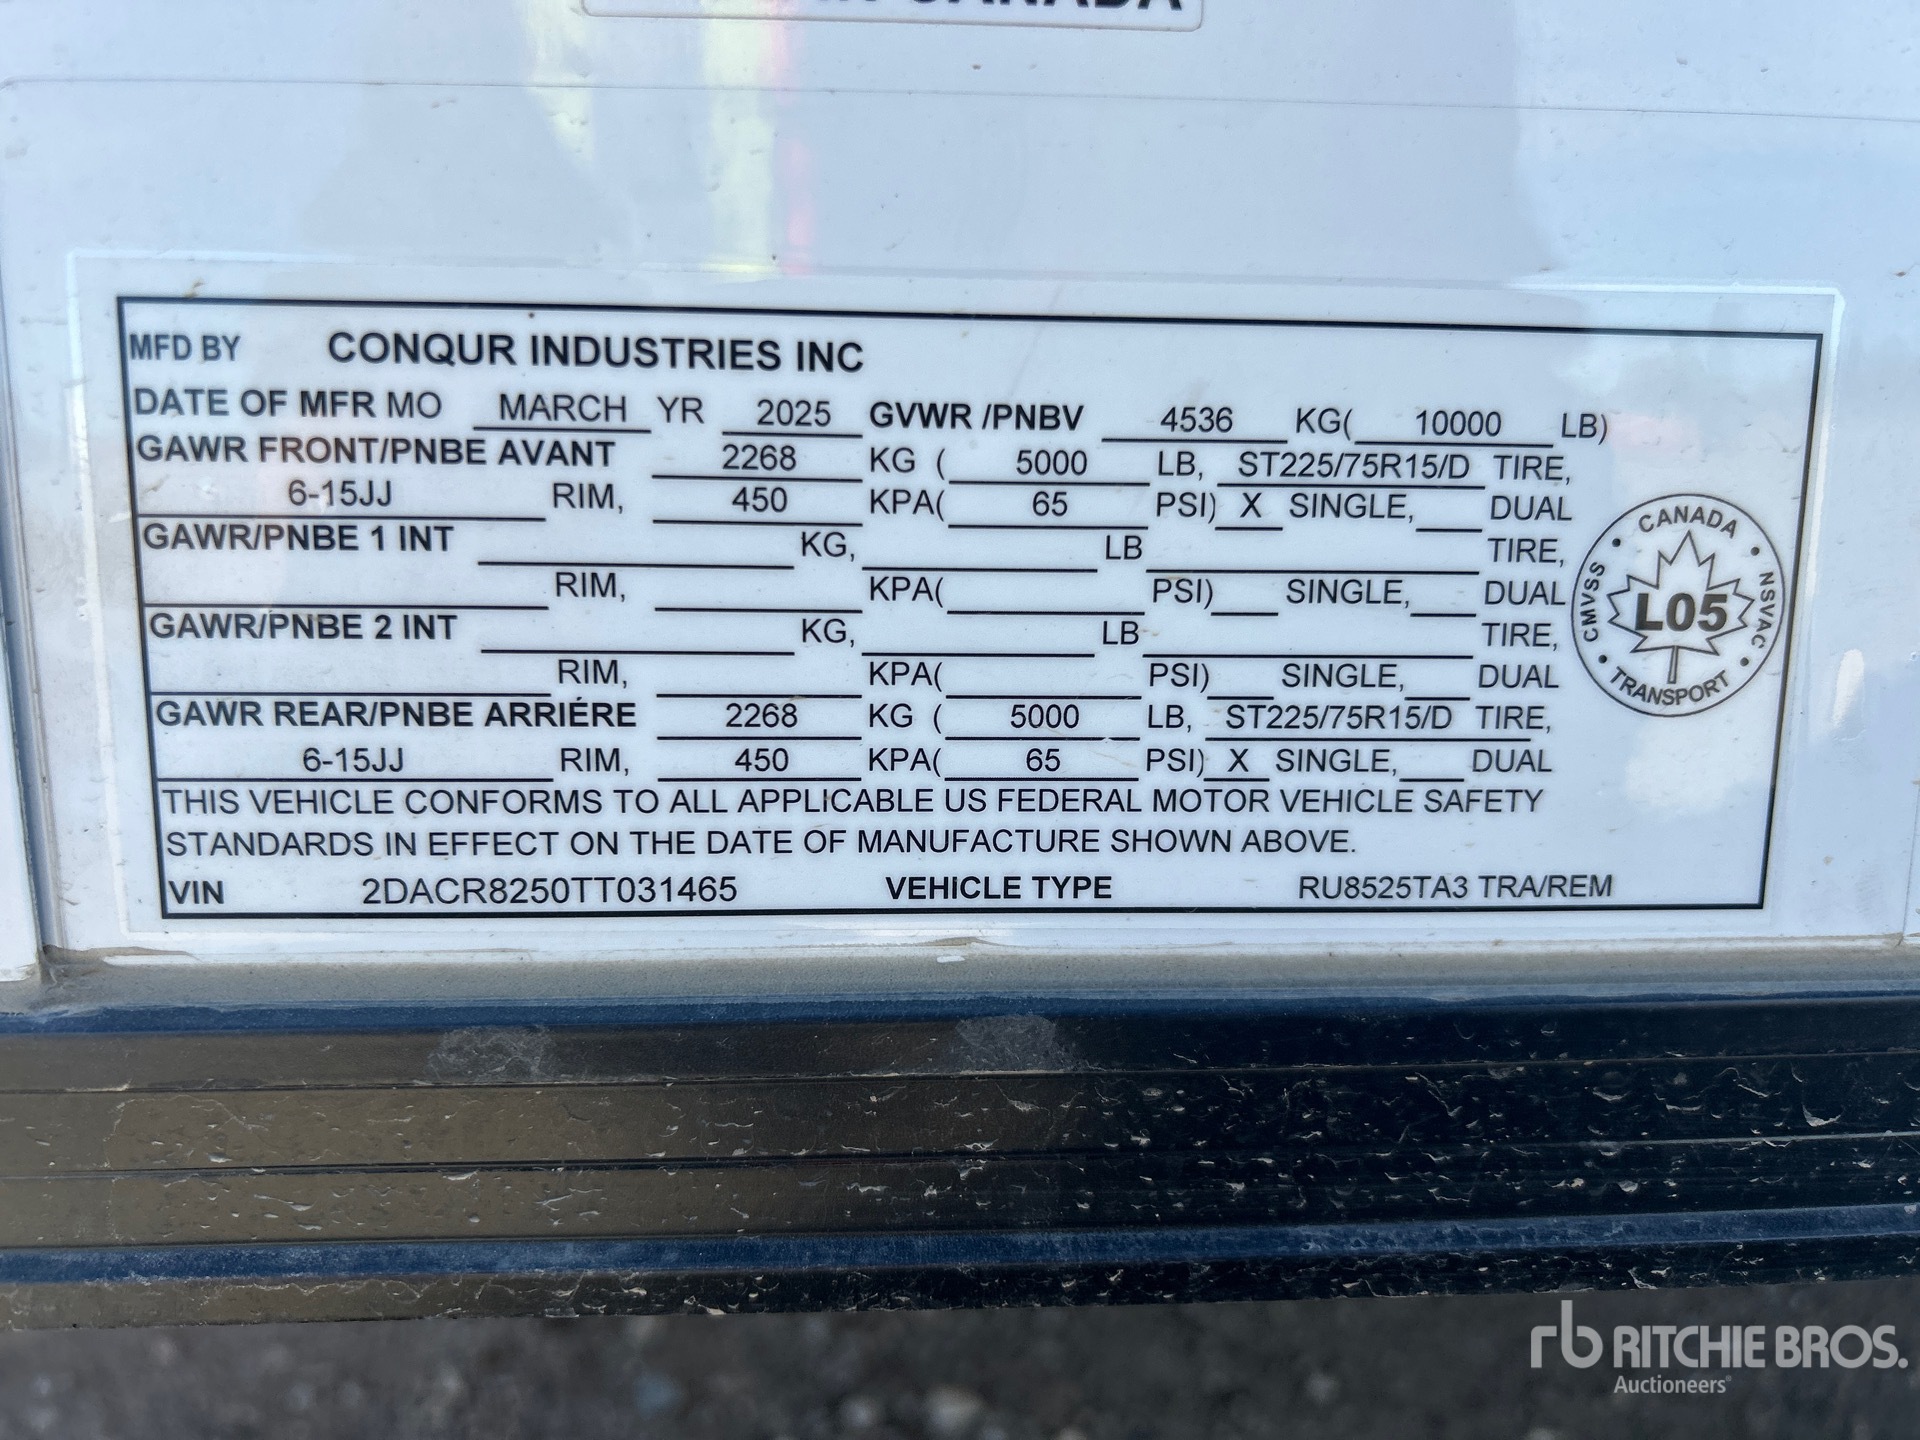 CANADA
MFD BY CONQUR INDUSTRIES INC
DATE OF MFR MO MARCH YR 2025 GVWR /PNBV 4536 KG( 10000 LB)
GAWR FRONT/PNBE AVANT 2268 KG ( 5000 LB, ST225/75R15/D TIRE,
6-15JJ RIM, 450 KPA( 65 PSI) X SINGLE, DUAL
GAWR/PNBE 1 INT KG, LB TIRE,
RIM, KPA( PSI) SINGLE, DUAL
GAWR/PNBE 2 INT KG, LB TIRE,
RIM, KPA( PSI) SINGLE, DUAL
GAWR REAR/PNBE ARRIÉRE 2268 KG ( 5000 LB, ST225/75R15/D TIRE,
6-15JJ RIM, 450 KPA( 65 PSI) X SINGLE, DUAL
THIS VEHICLE CONFORMS TO ALL APPLICABLE US FEDERAL MOTOR VEHICLE SAFETY
STANDARDS IN EFFECT ON THE DATE OF MANUFACTURE SHOWN ABOVE.
VIN 2DACR8250TT031465 VEHICLE TYPE RU8525TA3 TRA/REM
CANADA • NSVAC • TRANSPORT • CMVSS •
L05
rb RITCHIE BROS.
Auctioneers